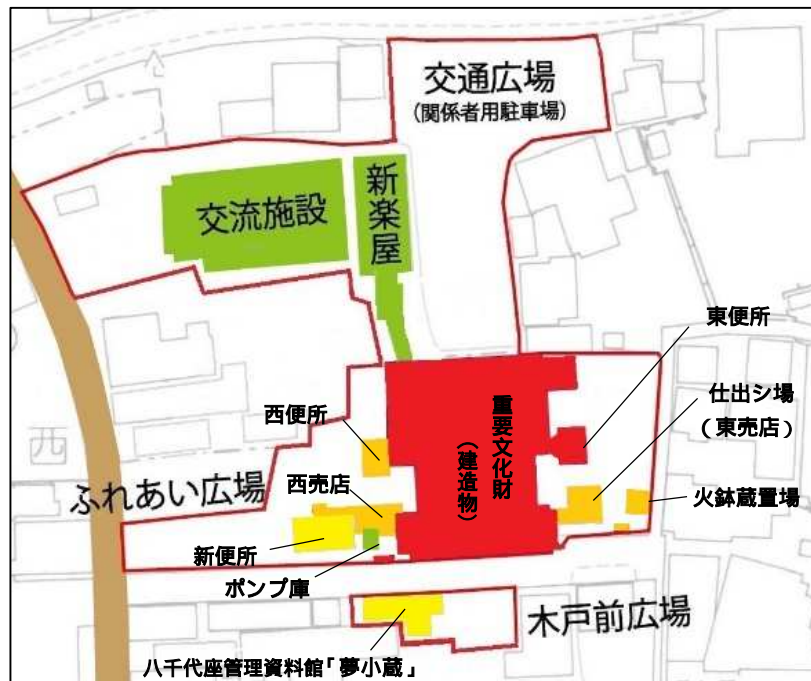 交通広場
(関係者用駐車場)
新楽屋
交流施設
東便所
重要文化財
(建造物)
仕出シ場
(東売店)
西便所
西
西売店
ふれあい広場
火鉢蔵置場
新便所
ポンプ庫
木戸前広場
八千代座管理資料館「夢小蔵」